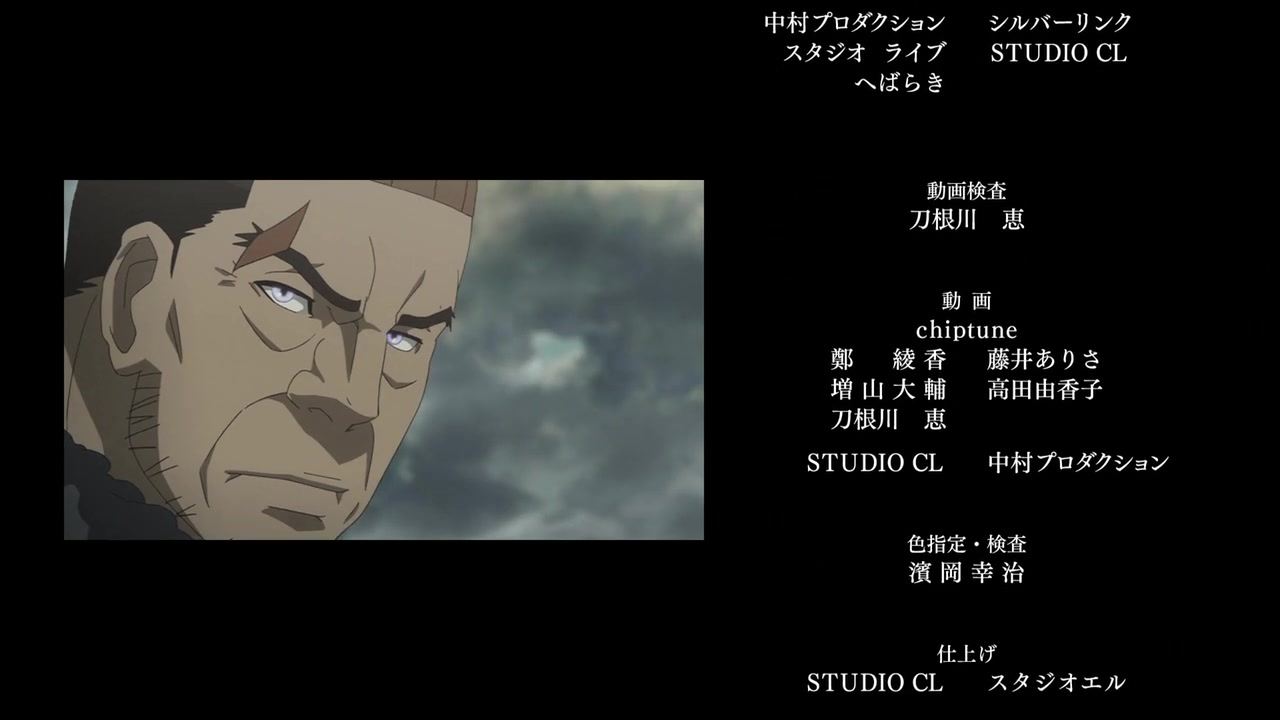 中村プロダクション　シルバーリンク
スタジオ ライブ　STUDIO CL
へばらき
動画検査
刀根川　恵
動 画
chiptune
鄭　綾 香　藤井ありさ
増 山 大 輔　高田由香子
刀根川　恵
STUDIO CL　中村プロダクション
色指定・検査
濱 岡 幸 治
仕上げ
STUDIO CL　スタジオエル